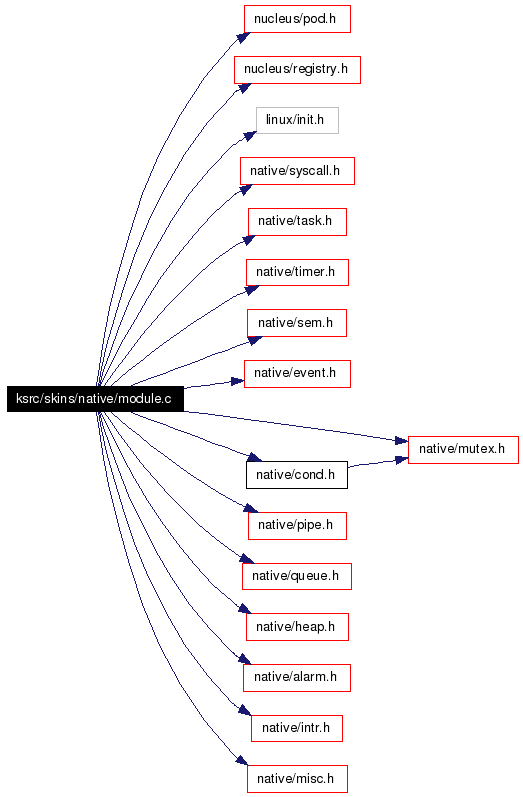 nucleus/pod.h
nucleus/registry.h
linux/init.h
native/syscall.h
native/task.h
native/timer.h
native/sem.h
native/event.h
ksrc/skins/native/module.c
native/mutex.h
native/cond.h
native/pipe.h
native/queue.h
native/heap.h
native/alarm.h
native/intr.h
native/misc.h